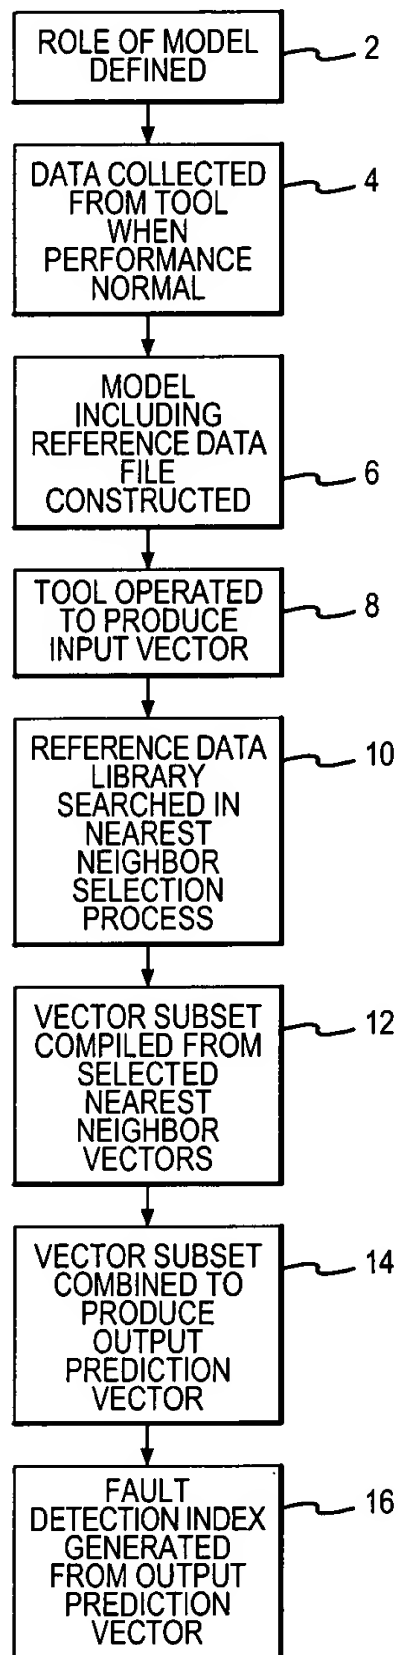 ROLE OF MODEL
DEFINED
2
DATA COLLECTED
FROM TOOL
WHEN
PERFORMANCE
NORMAL
4
MODEL
INCLUDING
REFERENCE DATA
FILE
CONSTRUCTED
6
TOOL OPERATED
TO PRODUCE
INPUT VECTOR
8
REFERENCE DATA
LIBRARY
SEARCHED IN
NEAREST
NEIGHBOR
SELECTION
PROCESS
10
VECTOR SUBSET
COMPILED FROM
SELECTED
NEAREST
NEIGHBOR
VECTORS
12
VECTOR SUBSET
COMBINED TO
PRODUCE
OUTPUT
PREDICTION
VECTOR
14
FAULT
DETECTION INDEX
GENERATED
FROM OUTPUT
PREDICTION
VECTOR
16